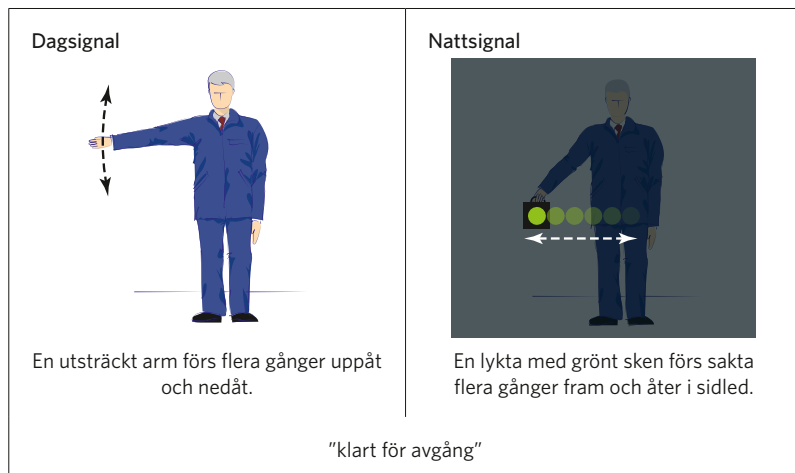 Dagsignal
En utsträckt arm förs flera gånger uppåt
och nedåt.
Nattsignal
En lykta med grönt sken förs sakta
flera gånger fram och åter i sidled.
”klart för avgång”